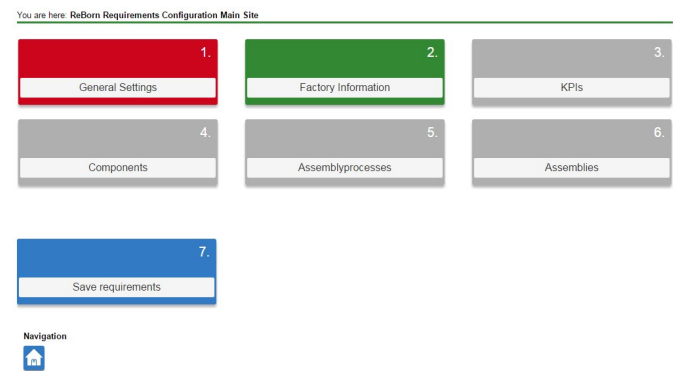 You are here: ReBorn Requirements Configuration Main Site
1.
General Settings
2.
Factory Information
3.
KPIs
4.
Components
5.
Assemblyprocesses
6.
Assemblies
7.
Save requirements
Navigation